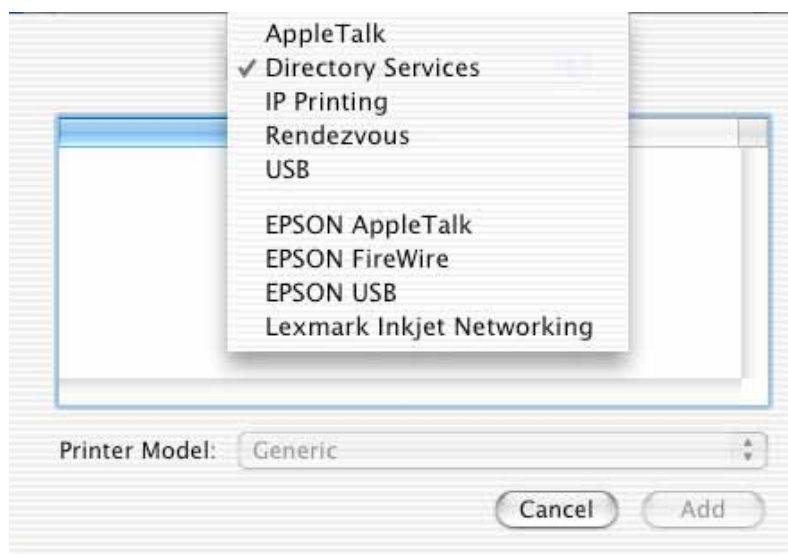 AppleTalk
✓ Directory Services
IP Printing
Rendezvous
USB
EPSON AppleTalk
EPSON FireWire
EPSON USB
Lexmark Inkjet Networking
Printer Model: Generic
Cancel Add